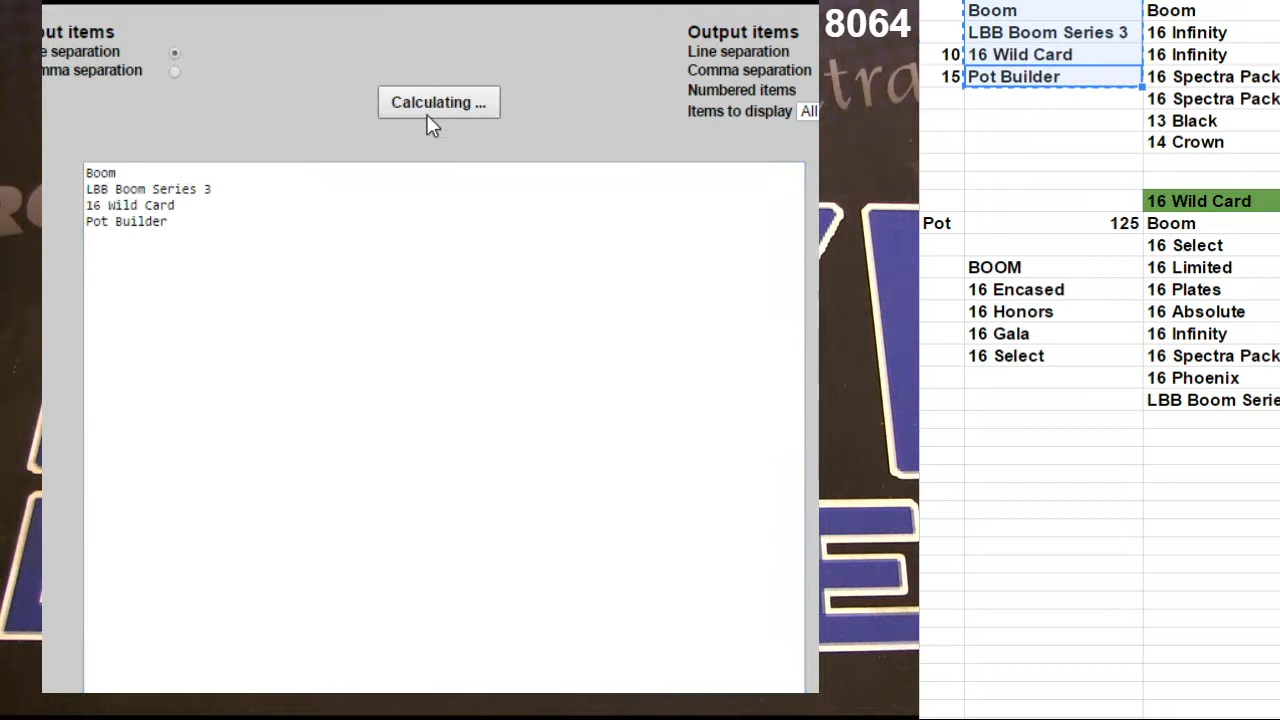 put items
e separation
mma separation
Calculating ...
Output items
Line separation
Comma separation
Numbered items
Items to display All
Boom
LBB Boom Series 3
16 Wild Card
Pot Builder
8064
Boom
LBB Boom Series 3
10 16 Wild Card
15 Pot Builder
Pot 125
BOOM
16 Encased
16 Honors
16 Gala
16 Select
Boom
16 Infinity
16 Infinity
16 Spectra Pack
16 Spectra Pack
13 Black
14 Crown
16 Wild Card
Boom
16 Select
16 Limited
16 Plates
16 Absolute
16 Infinity
16 Spectra Pack
16 Phoenix
LBB Boom Serie